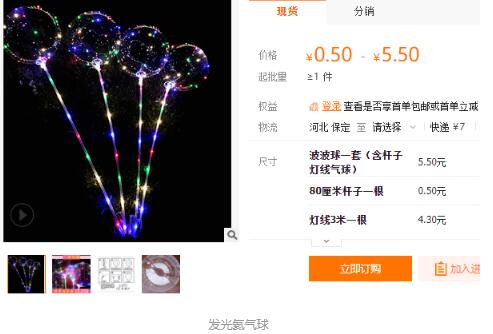 现货 分销
价格 ¥0.50 - ¥5.50
起批量 ≥1 件
权益 登录 查看是否享首单包邮或首单立减
物流 河北 保定 至 请选择 快递 ¥7
尺寸 波波球一套（含杆子 5.50元
灯线气球）
80厘米杆子一根 0.50元
灯线3米一根 4.30元
立即订购 加入进
发光氦气球